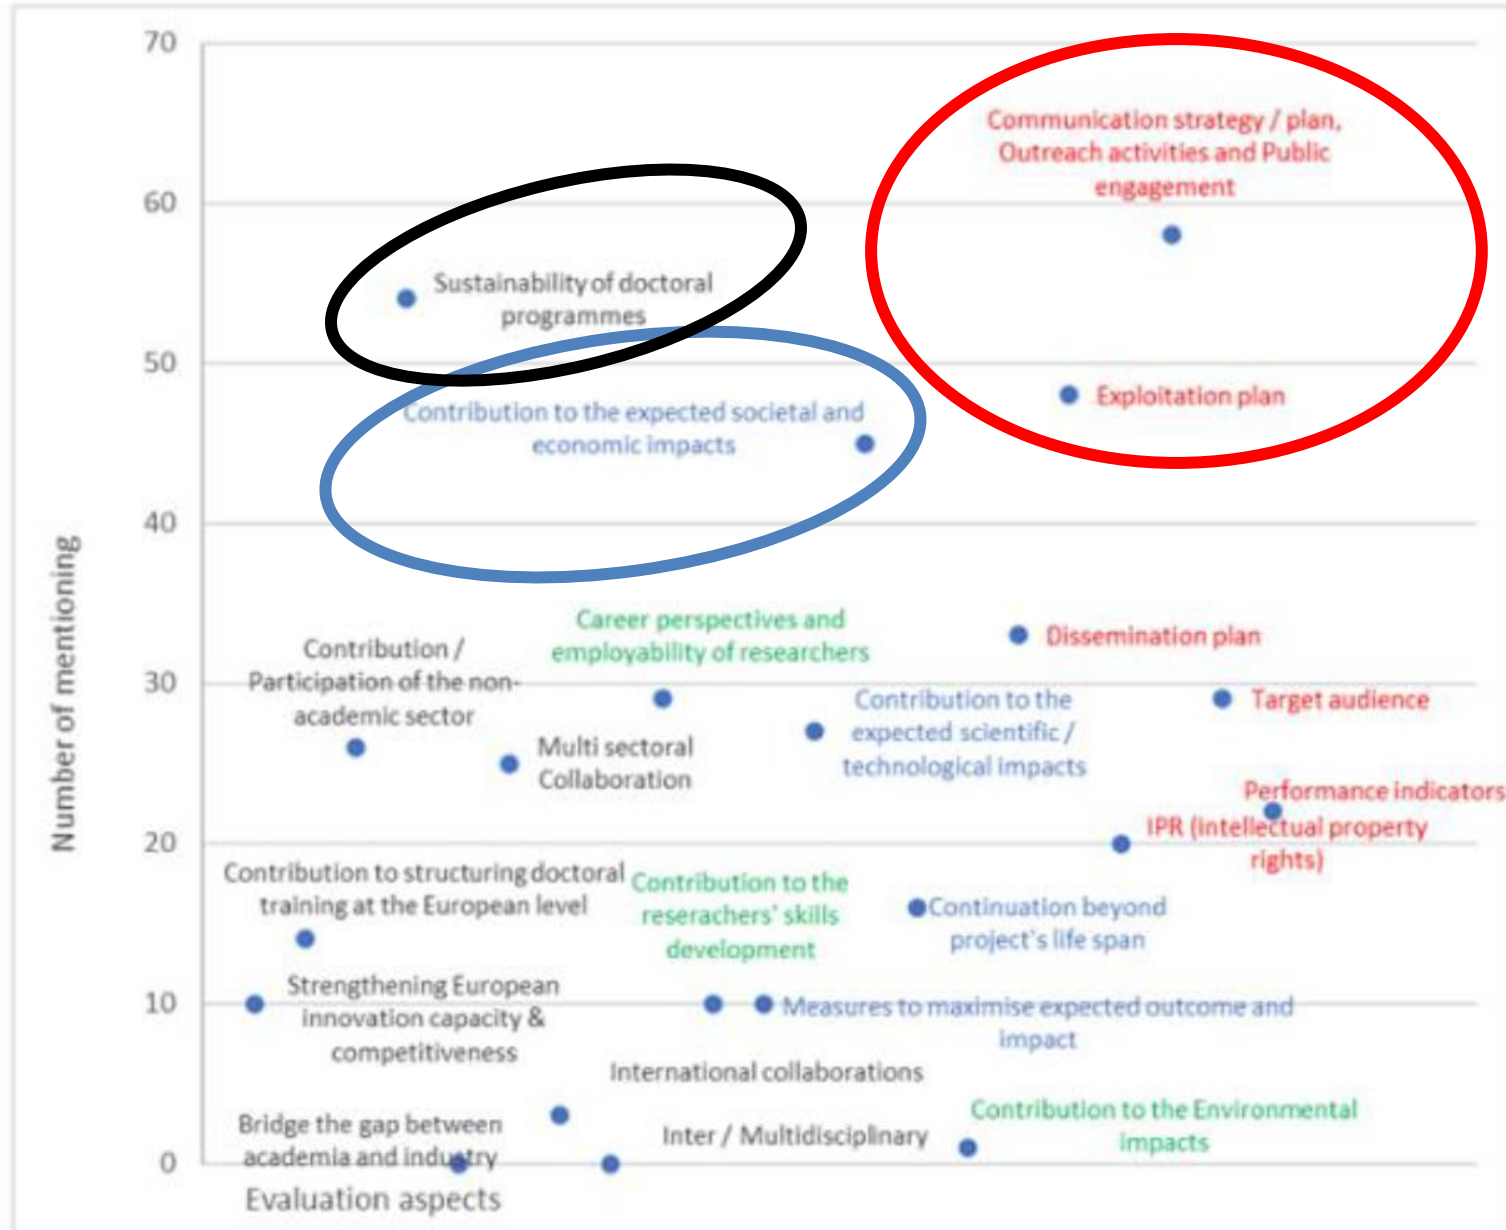 70
Communication strategy / plan,
Outreach activities and Public
engagement
60
Sustainability of doctoral
programmes
50
Exploitation plan
Contribution to the expected societal and
economic impacts
40
Number of mentioning
Career perspectives and
employability of researchers
Dissemination plan
Contribution /
Participation of the non-
academic sector
30
Contribution to the
expected scientific /
technological impacts
Target audience
Multi sectoral
Collaboration
Performance indicators
IPR (intellectual property
rights)
20
Contribution to structuring doctoral
training at the European level
Contribution to the
reserachers' skills
development
Continuation beyond
project's life span
10
Strengthening European
innovation capacity &
competitiveness
Measures to maximise expected outcome and
impact
International collaborations
Bridge the gap between
academia and industry
Inter / Multidisciplinary
Contribution to the Environmental
impacts
0
Evaluation aspects